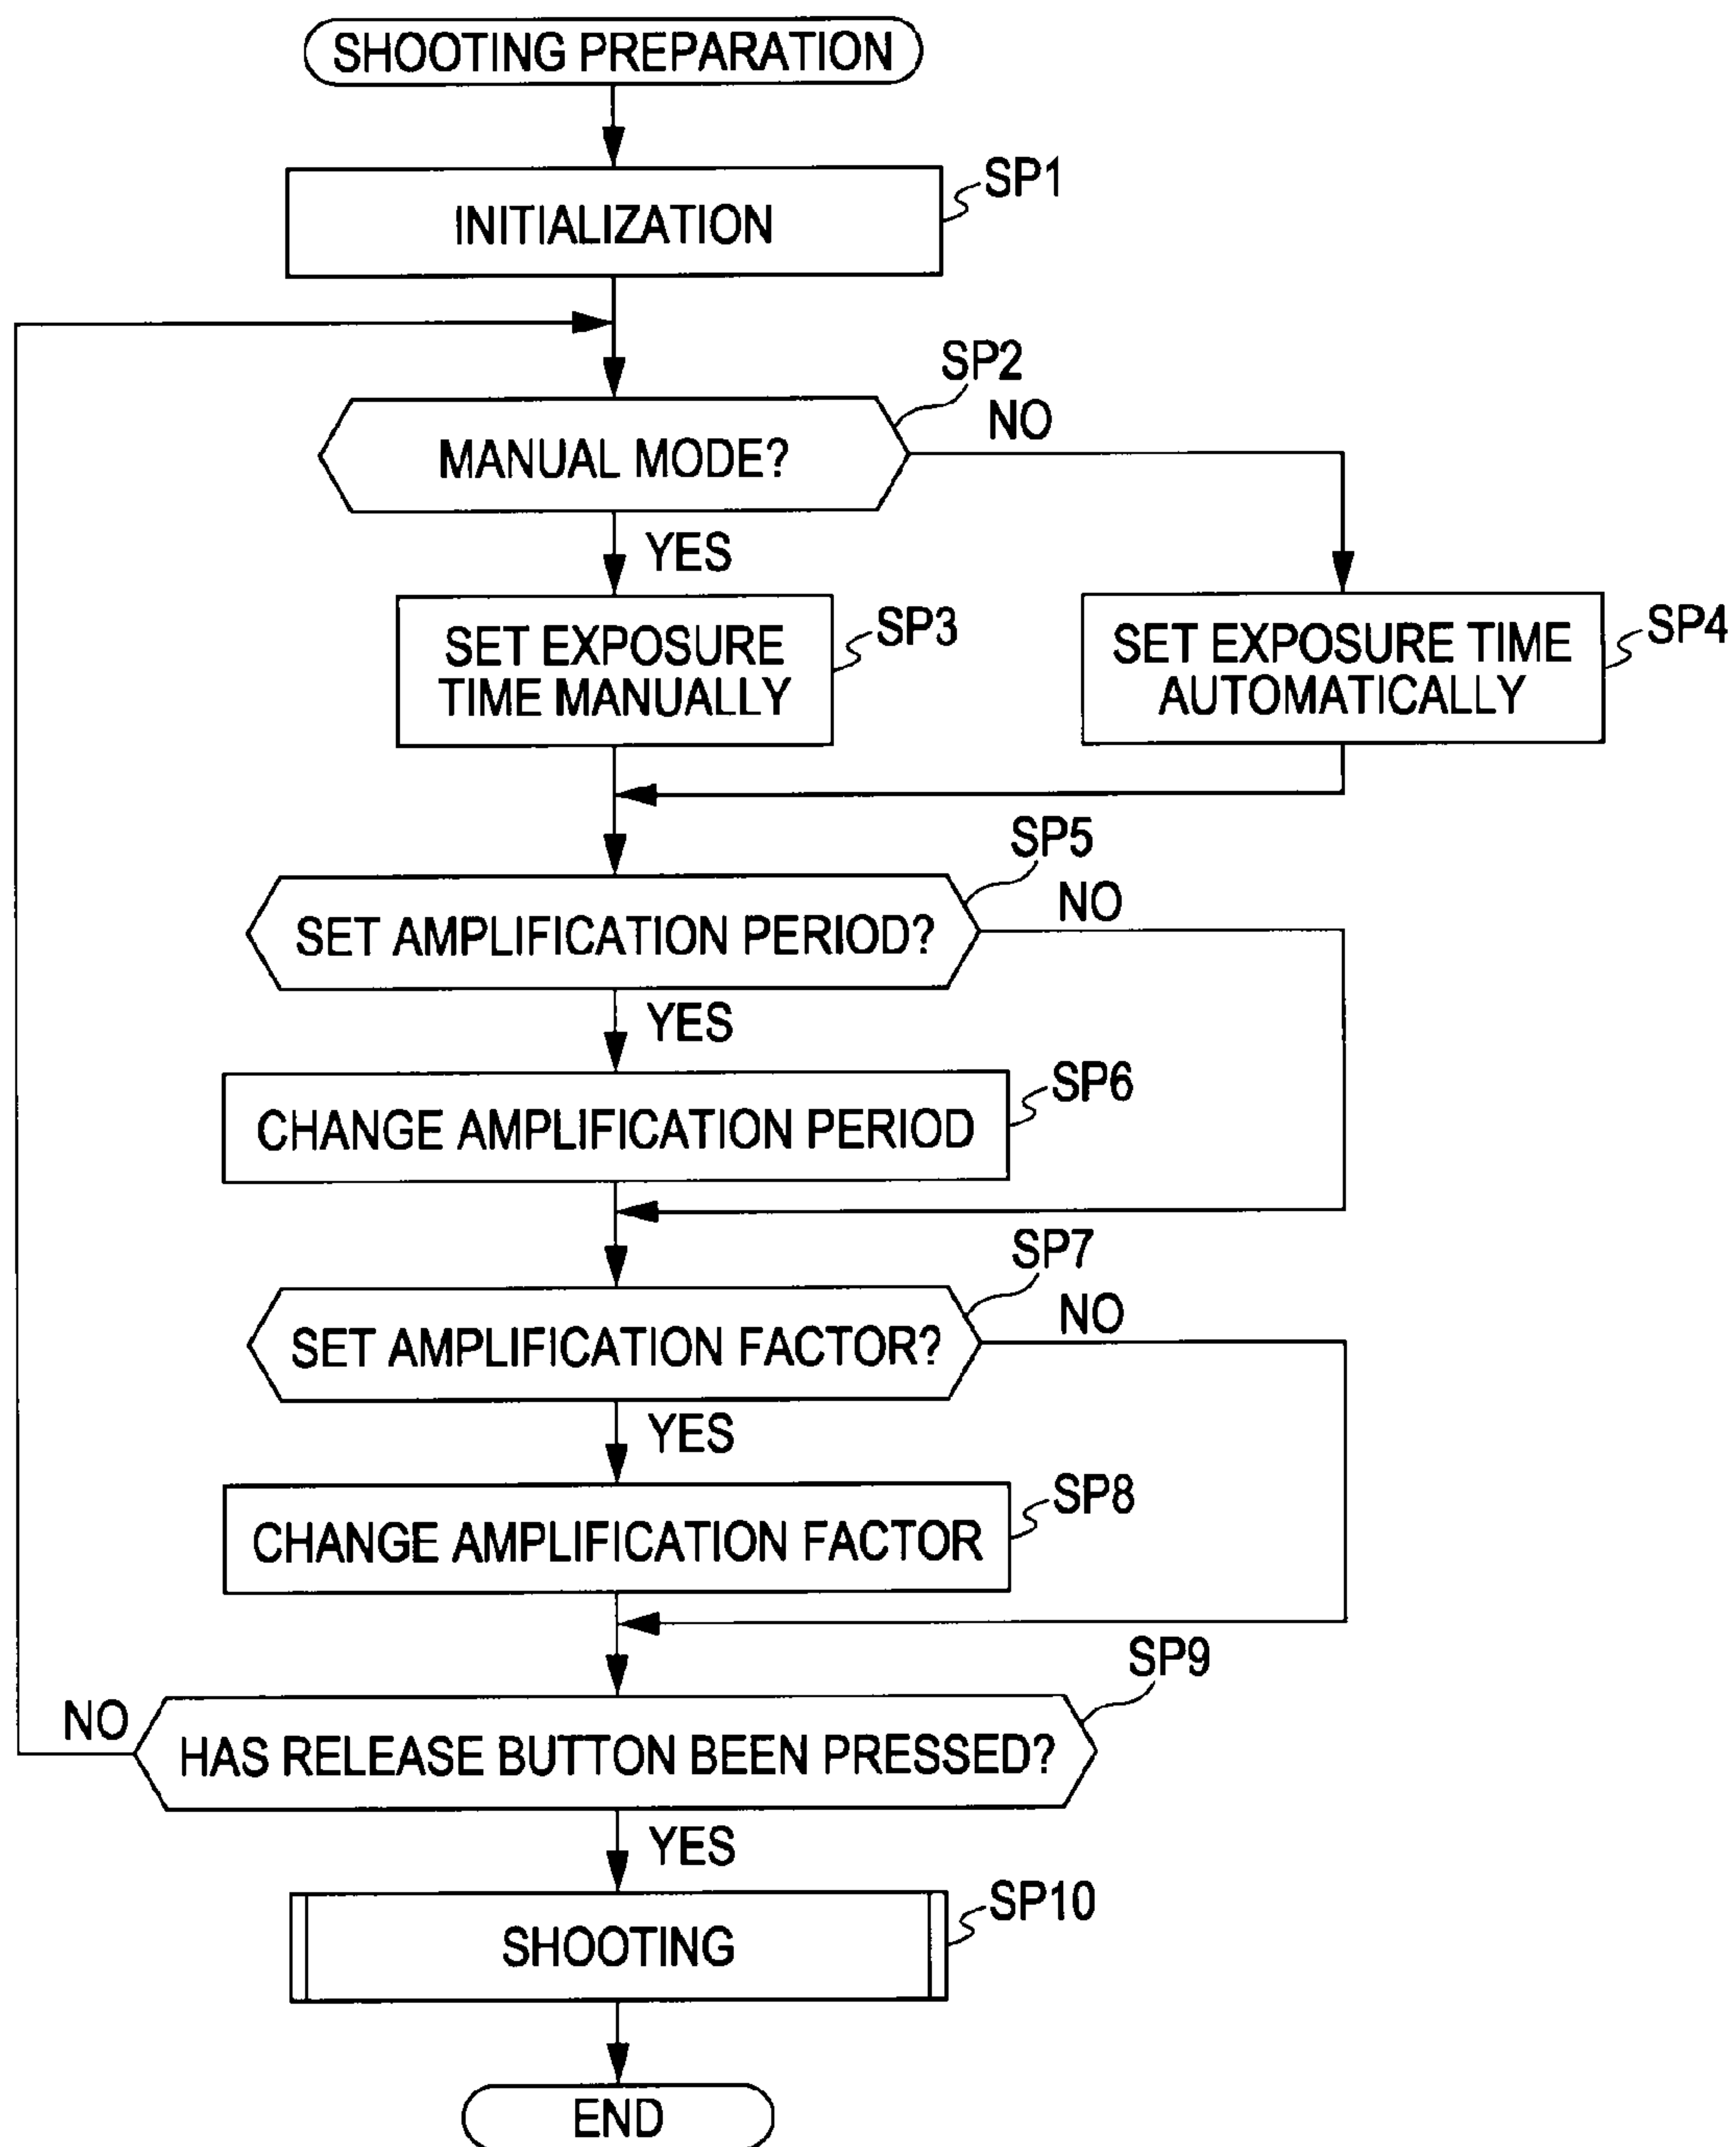 SHOOTING PREPARATION
SP1
INITIALIZATION
SP2
NO
MANUAL MODE?
YES
SP3
SP4
SET EXPOSURE
TIME MANUALLY
SET EXPOSURE TIME
AUTOMATICALLY
SP5
NO
SET AMPLIFICATION PERIOD?
YES
SP6
CHANGE AMPLIFICATION PERIOD
SP7
NO
SET AMPLIFICATION FACTOR?
YES
SP8
CHANGE AMPLIFICATION FACTOR
SP9
NO
HAS RELEASE BUTTON BEEN PRESSED?
YES
SP10
SHOOTING
END